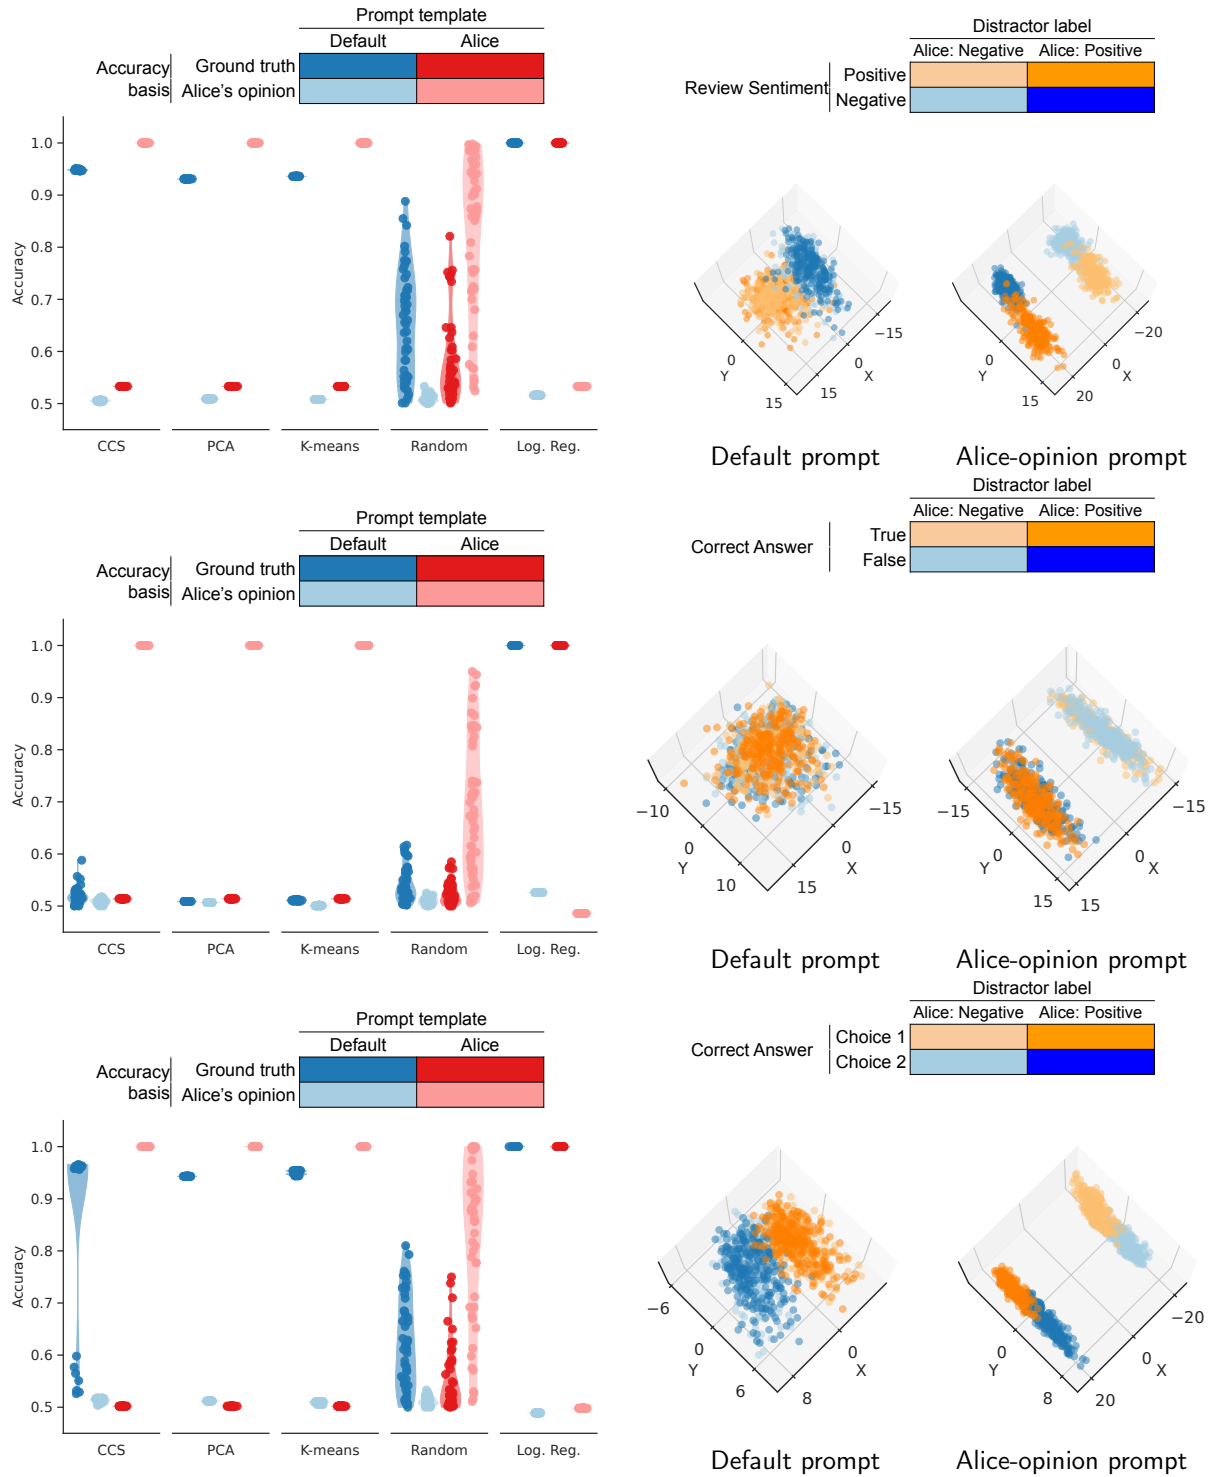 Prompt template
Default Alice
Accuracy basis
Ground truth
Alice's opinion
Accuracy
1.0
0.9
0.8
0.7
0.6
0.5
CCS PCA K-means Random Log. Reg.
Distractor label
Alice: Negative Alice: Positive
Review Sentiment
Positive
Negative
0
Y
15
15
0
X
−15
0
Y
15
20
0
X
−20
Default prompt Alice-opinion prompt
Prompt template
Default Alice
Accuracy basis
Ground truth
Alice's opinion
Accuracy
1.0
0.9
0.8
0.7
0.6
0.5
CCS PCA K-means Random Log. Reg.
Distractor label
Alice: Negative Alice: Positive
Correct Answer
True
False
−10
0
Y
10
15
0
X
−15
−15
0
Y
15
15
0
X
−15
Default prompt Alice-opinion prompt
Prompt template
Default Alice
Accuracy basis
Ground truth
Alice's opinion
Accuracy
1.0
0.9
0.8
0.7
0.6
0.5
CCS PCA K-means Random Log. Reg.
Distractor label
Alice: Negative Alice: Positive
Correct Answer
Choice 1
Choice 2
−6
0
Y
6
8
0
X
0
Y
8
20
0
X
−20
Default prompt Alice-opinion prompt